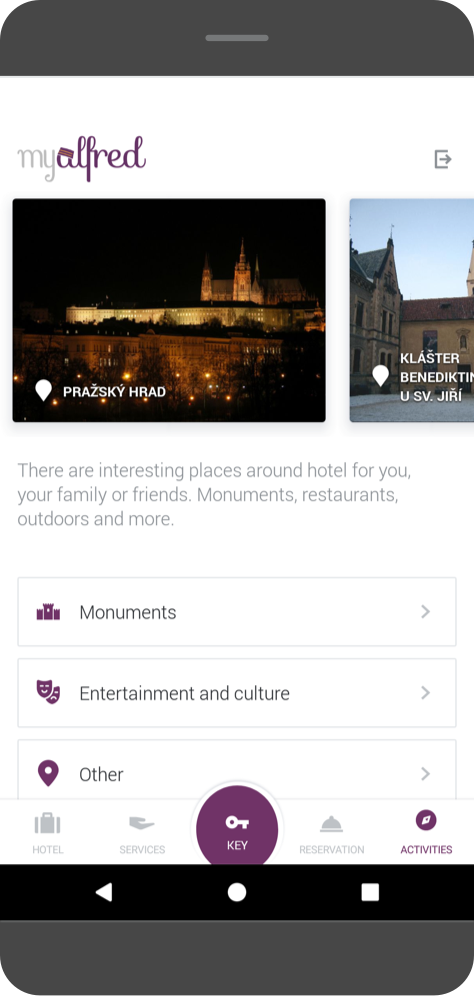 myalfred
PRAŽSKÝ HRAD
KLÁŠTER
U SV. JIŘÍ
There are interesting places around hotel for you,
your family or friends. Monuments, restaurants,
outdoors and more.
Monuments
Entertainment and culture
Other
KEY
HOTEL
SERVICES
RESERVATION
ACTIVITIES